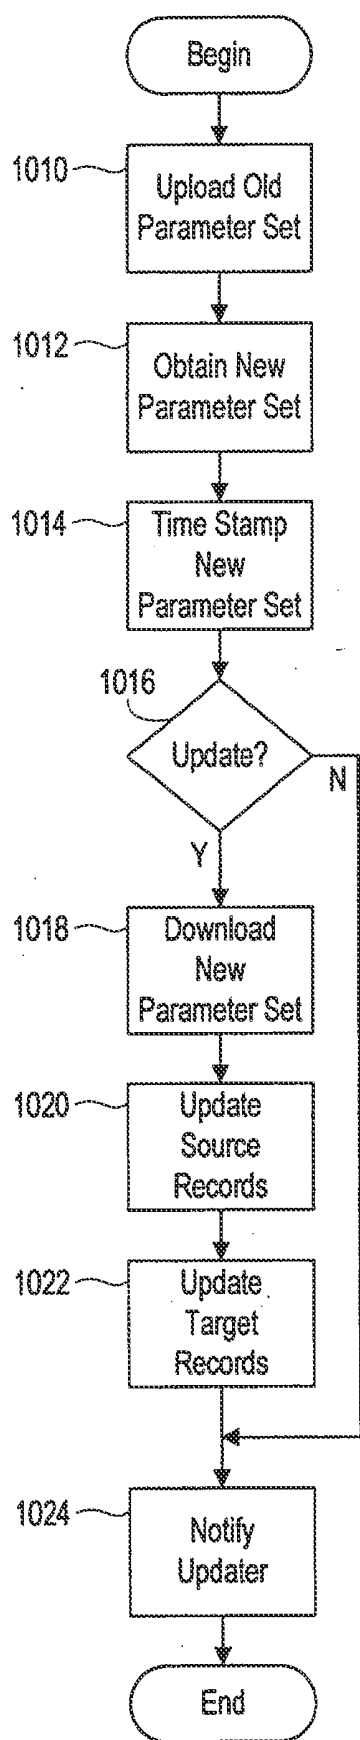 Begin
1010
Upload Old
Parameter Set
1012
Obtain New
Parameter Set
1014
Time Stamp
New
Parameter Set
1016
Update?
N
Y
1018
Download
New
Parameter Set
1020
Update
Source
Records
1022
Update
Target
Records
1024
Notify
Updater
End